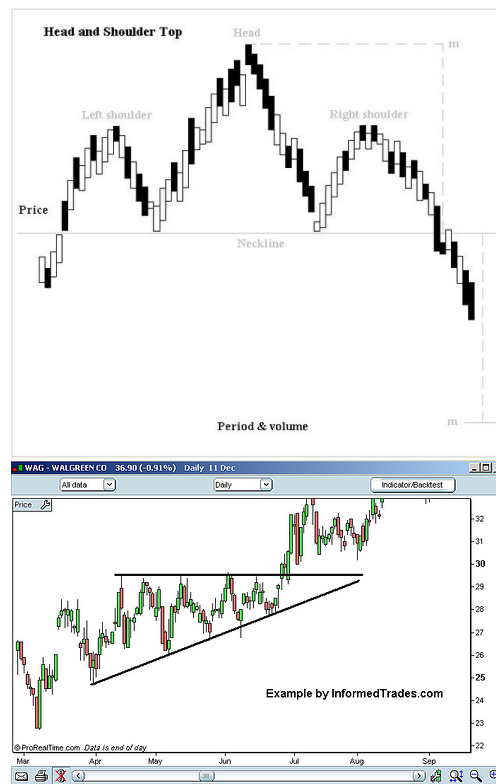 Head and Shoulder Top
Head
m
Left shoulder
Right shoulder
Price
Neckline
Period & volume
m
WAG - WALGREEN CO 36.90 (-0.91%) Daily 11 Dec
All data
Daily
Indicator/Backtest
Price
32
31
30
29
28
27
26
25
24
23
22
Example by InformedTrades.com
© ProRealTime.com Data is end of day
Mar Apr May Jun Jul Aug Sep